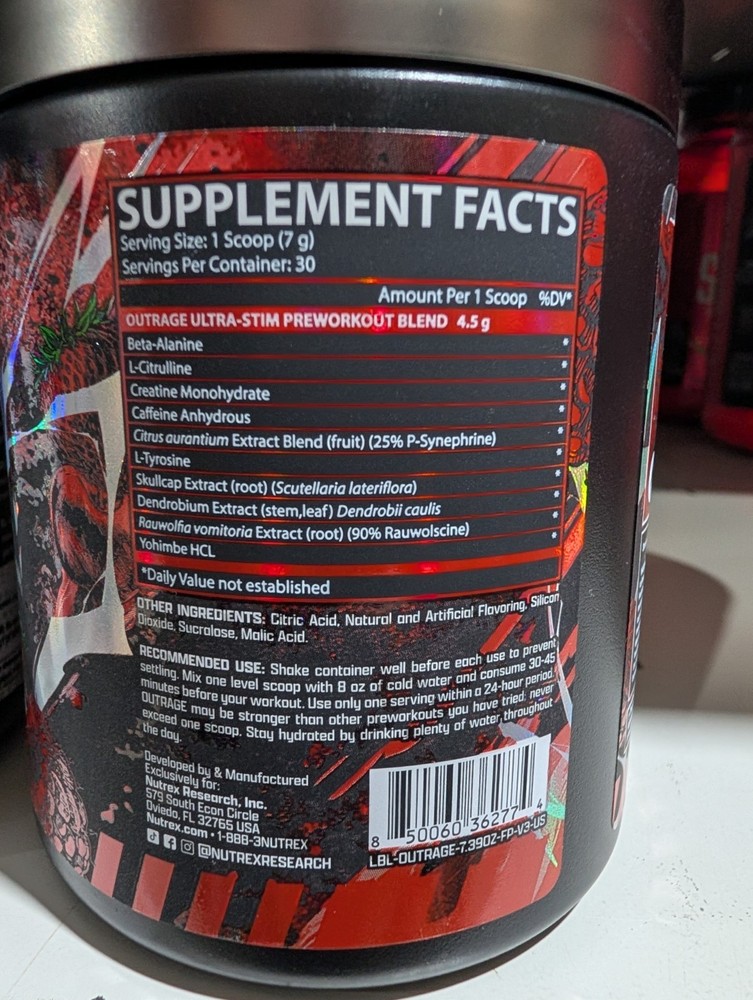 SUPPLEMENT FACTS
Serving Size: 1 Scoop (7 g)
Servings Per Container: 30
Amount Per 1 Scoop %DV*
OUTRAGE ULTRA-STIM PREWORKOUT BLEND 4.5 g
Beta-Alanine *
L-Citrulline *
Creatine Monohydrate *
Caffeine Anhydrous *
Citrus aurantium Extract Blend (fruit) (25% P-Synephrine) *
L-Tyrosine *
Skullcap Extract (root) (Scutellaria lateriflora) *
Dendrobium Extract (stem,leaf) Dendrobii caulis *
Rauwolfia vomitoria Extract (root) (90% Rauwolscine) *
Yohimbe HCL
*Daily Value not established
OTHER INGREDIENTS: Citric Acid, Natural and Artificial Flavoring, Silicon
Dioxide, Sucralose, Malic Acid.
RECOMMENDED USE: Shake container well before each use to prevent
settling. Mix one level scoop with 8 oz of cold water and consume 30-45
minutes before your workout. Use only one serving within a 24-hour period.
OUTRAGE may be stronger than other preworkouts you have tried; never
exceed one scoop. Stay hydrated by drinking plenty of water throughout
the day.
Developed by & Manufactured
Exclusively for:
Nutrex Research, Inc.
579 South Econ Circle
Oviedo, FL 32765 USA
Nutrex.com • 1-888-3NUTREX
@NUTREXRESEARCH
8 50060 36277 4
LBL-OUTRAGE-7.39OZ-FP-V3-US